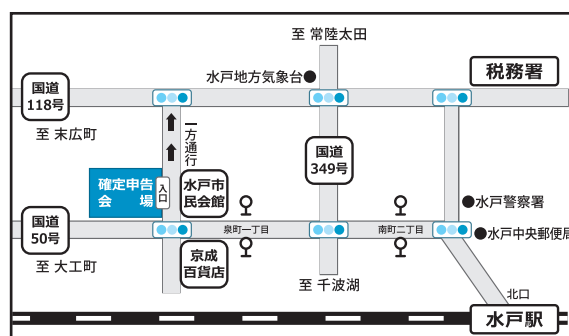 至 常陸太田
水戸地方気象台
税務署
国道
118号
至 末広町
一方通行
国道
349号
確定申告
会　　場
入口
水戸市
民会館
水戸警察署
国道
50号
泉町一丁目
南町二丁目
水戸中央郵便局
京成
百貨店
至 大工町
至 千波湖
北口
水戸駅